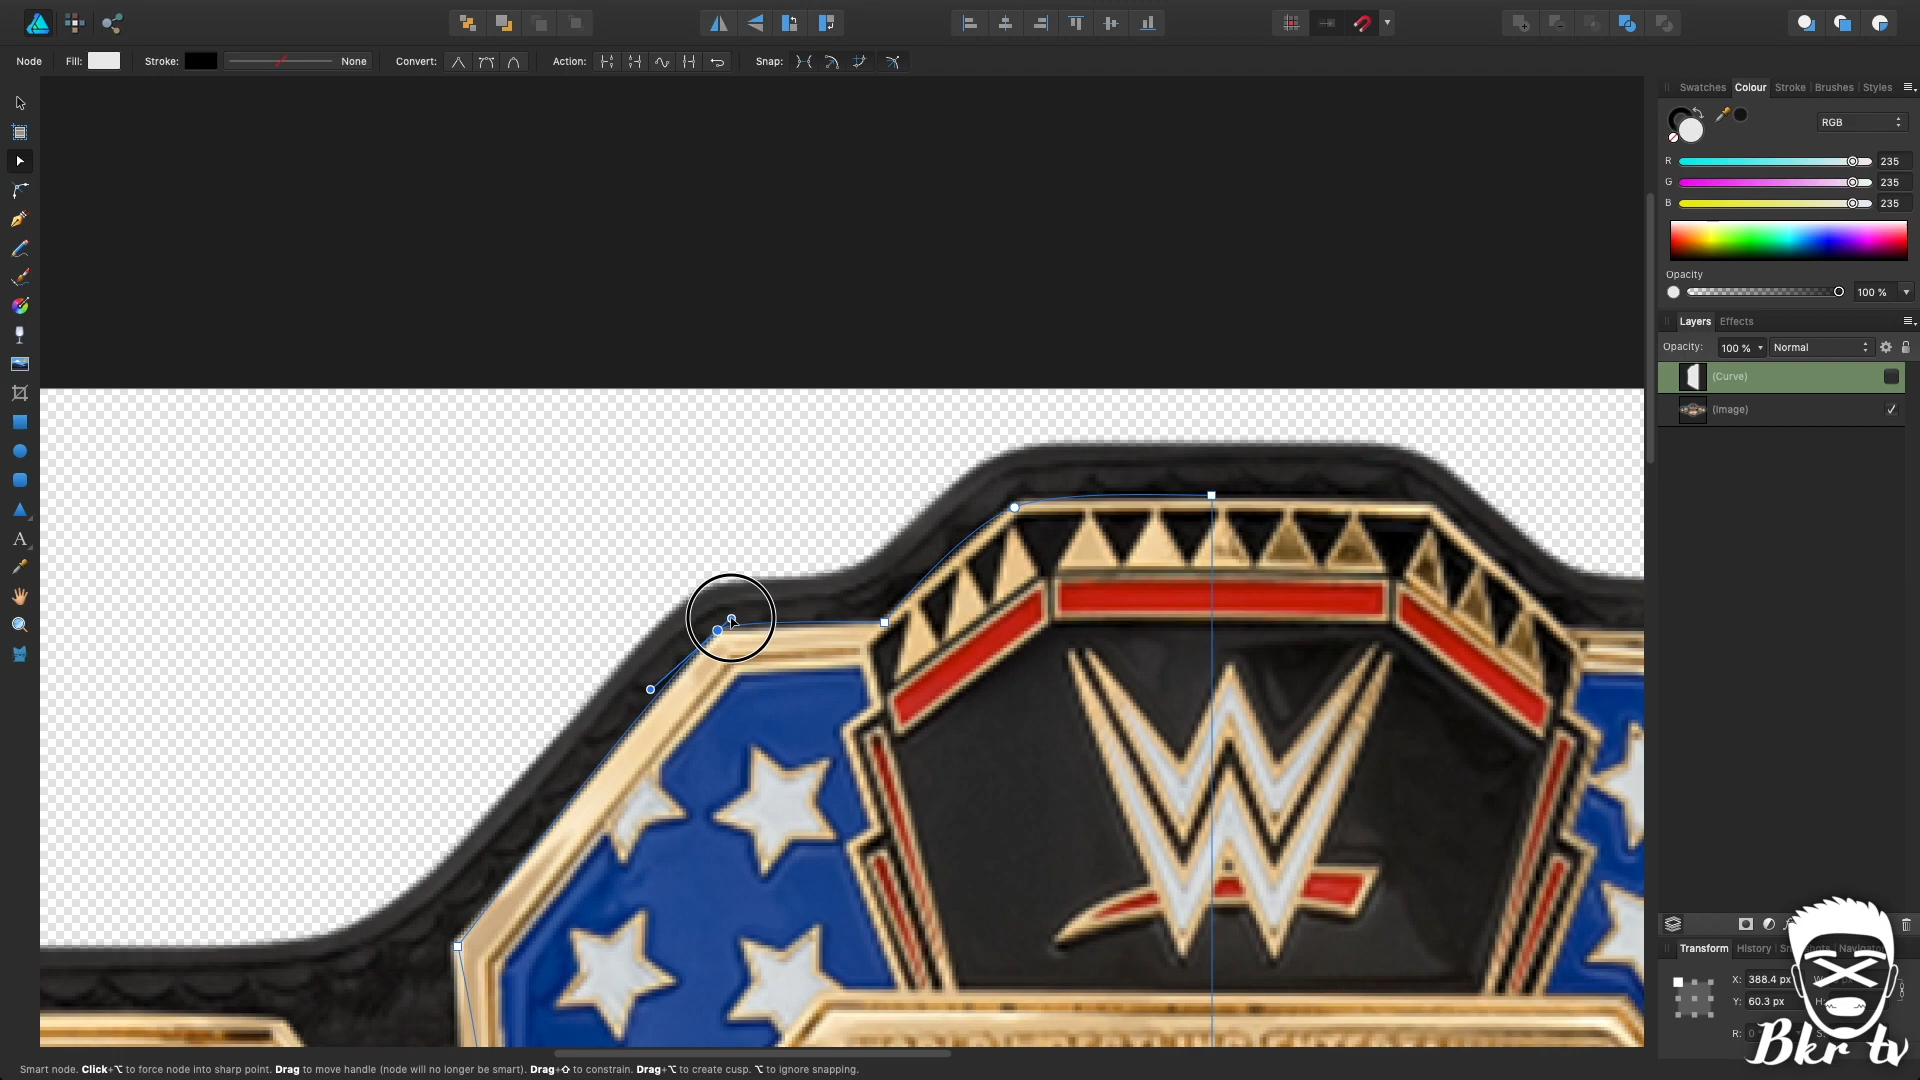 Node Fill: Stroke: None Convert: Action: Snap:
Swatches Colour Stroke Brushes Styles
RGB
R 235
G 235
B 235
Opacity
100 %
Layers Effects
Opacity: 100 % Normal
(Curve)
(Image)
A
W
Transform History
X: 388.4 px
Y: 60.3 px
R:
Bkr tv
Smart node. Click+⌥ to force node into sharp point. Drag to move handle (node will no longer be smart). Drag+⇧ to constrain. Drag+⌥ to create cusp. ⌥ to ignore snapping.